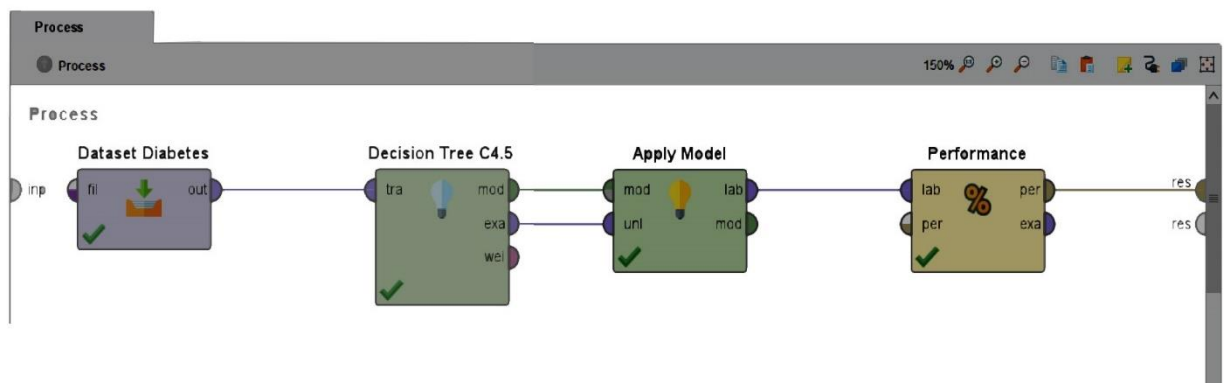 Process
Process
150%
Process
Dataset Diabetes
Decision Tree C4.5
Apply Model
Performance
inp
fil
out
tra
mod
exa
wei
mod
unl
lab
mod
lab
per
%
per
exa
res
res